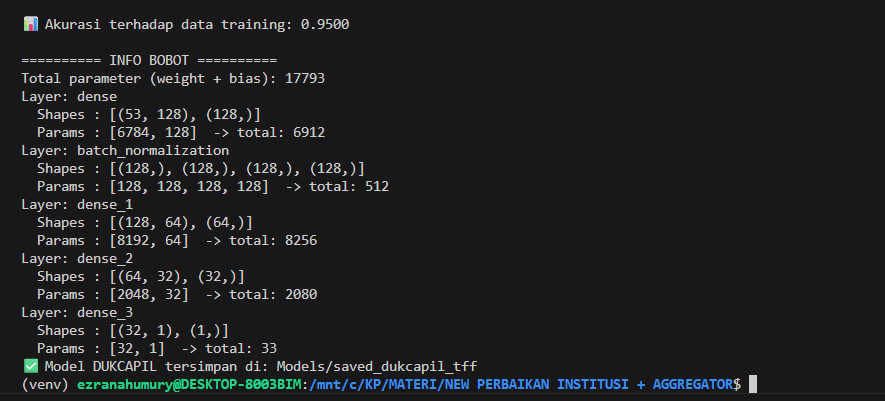 📊 Akurasi terhadap data training: 0.9500
========== INFO BOBOT ==========
Total parameter (weight + bias): 17793
Layer: dense
  Shapes : [(53, 128), (128,)]
  Params : [6784, 128]  -> total: 6912
Layer: batch_normalization
  Shapes : [(128,), (128,), (128,), (128,)]
  Params : [128, 128, 128, 128]  -> total: 512
Layer: dense_1
  Shapes : [(128, 64), (64,)]
  Params : [8192, 64]  -> total: 8256
Layer: dense_2
  Shapes : [(64, 32), (32,)]
  Params : [2048, 32]  -> total: 2080
Layer: dense_3
  Shapes : [(32, 1), (1,)]
  Params : [32, 1]  -> total: 33
✅ Model DUKCAPIL tersimpan di: Models/saved_dukcapil_tff
(venv) ezranahumury@DESKTOP-8003BIM:/mnt/c/KP/MATERI/NEW PERBAIKAN INSTITUSI + AGGREGATOR$